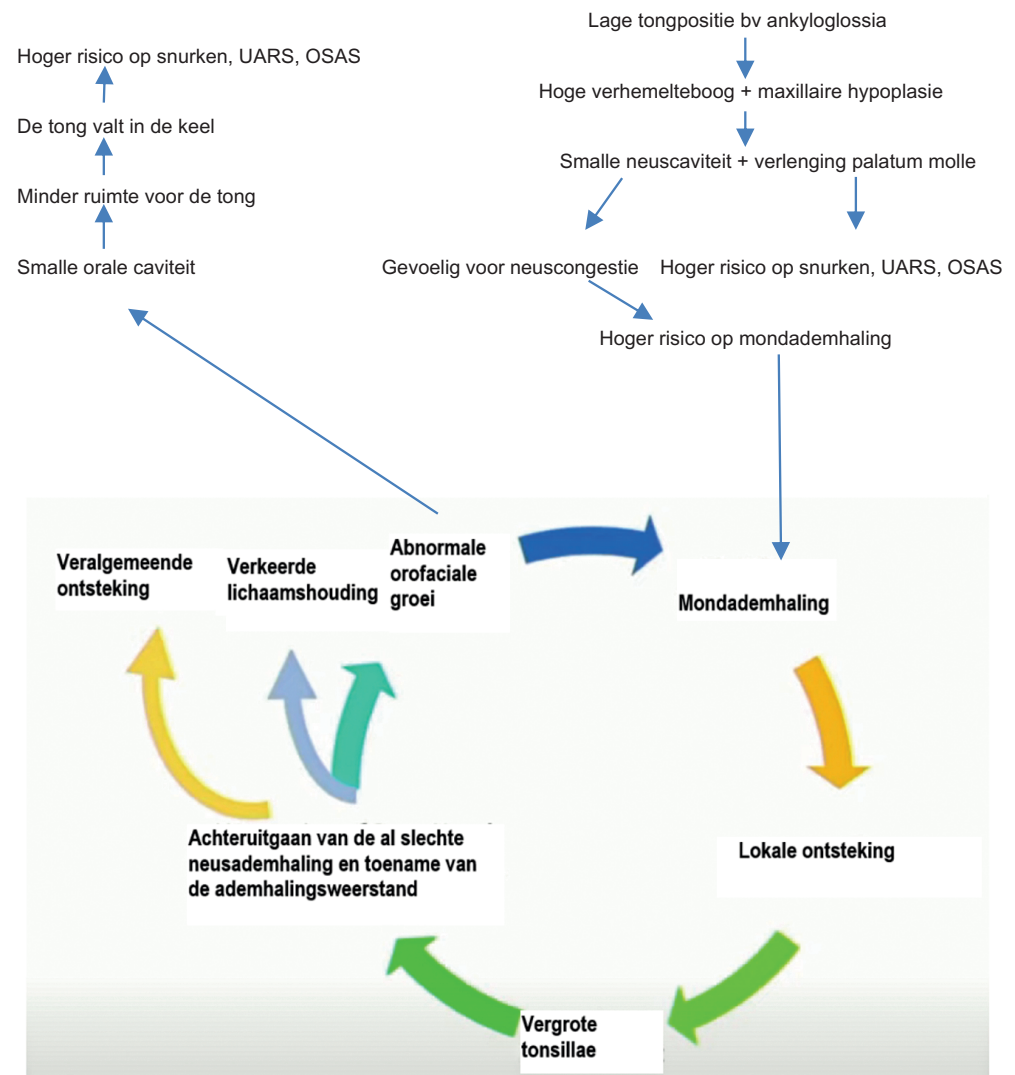 Lage tongpositie bv ankyloglossia
Hoger risico op snurken, UARS, OSAS
Hoge verhemelteboog + maxillaire hypoplasie
De tong valt in de keel
Smalle neuscaviteit + verlenging palatum molle
Minder ruimte voor de tong
Smalle orale caviteit
Gevoelig voor neuscongestie
Hoger risico op snurken, UARS, OSAS
Hoger risico op mondademhaling
Veralgemeende
ontsteking
Verkeerde
lichaamshouding
Abnormale
orofaciale
groei
Mondademhaling
Achteruitgaan van de al slechte
neusademhaling en toename van
de ademhalingsweerstand
Lokale ontsteking
Vergrote
tonsillae